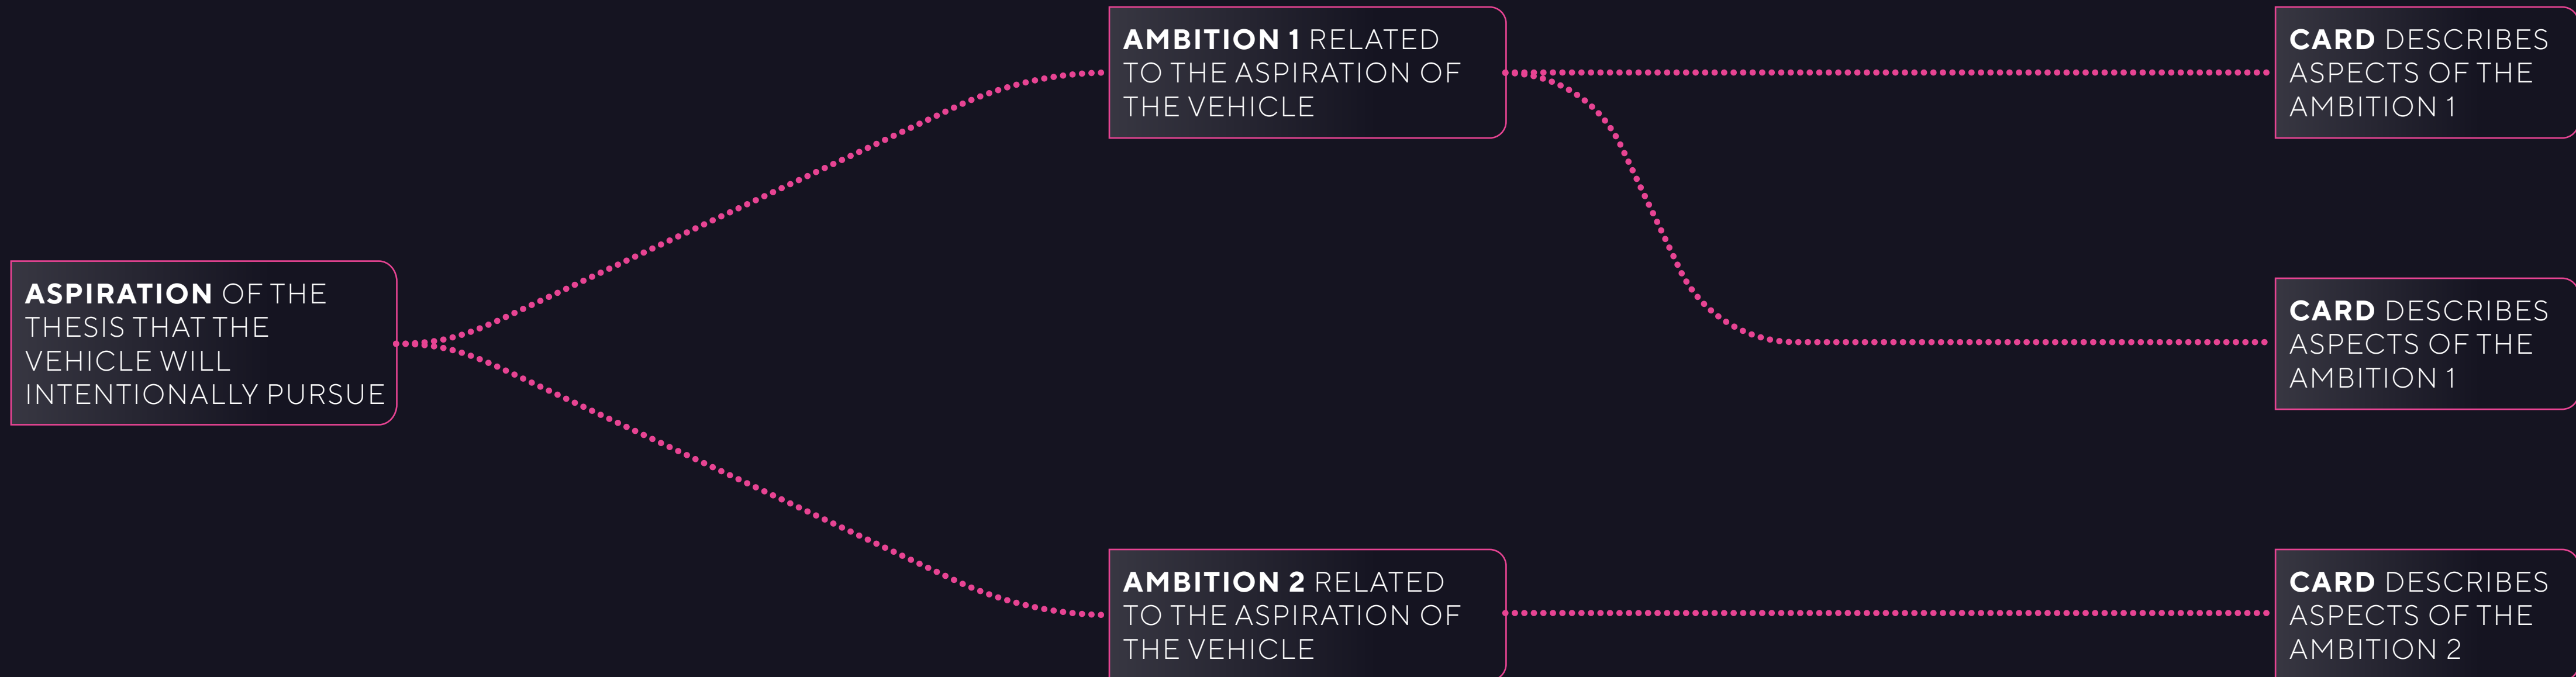 AMBITION 1 RELATED
TO THE ASPIRATION OF
THE VEHICLE
CARD DESCRIBES
ASPECTS OF THE
AMBITION 1
ASPIRATION OF THE
THESIS THAT THE
VEHICLE WILL
INTENTIONALLY PURSUE
CARD DESCRIBES
ASPECTS OF THE
AMBITION 1
AMBITION 2 RELATED
TO THE ASPIRATION OF
THE VEHICLE
CARD DESCRIBES
ASPECTS OF THE
AMBITION 2